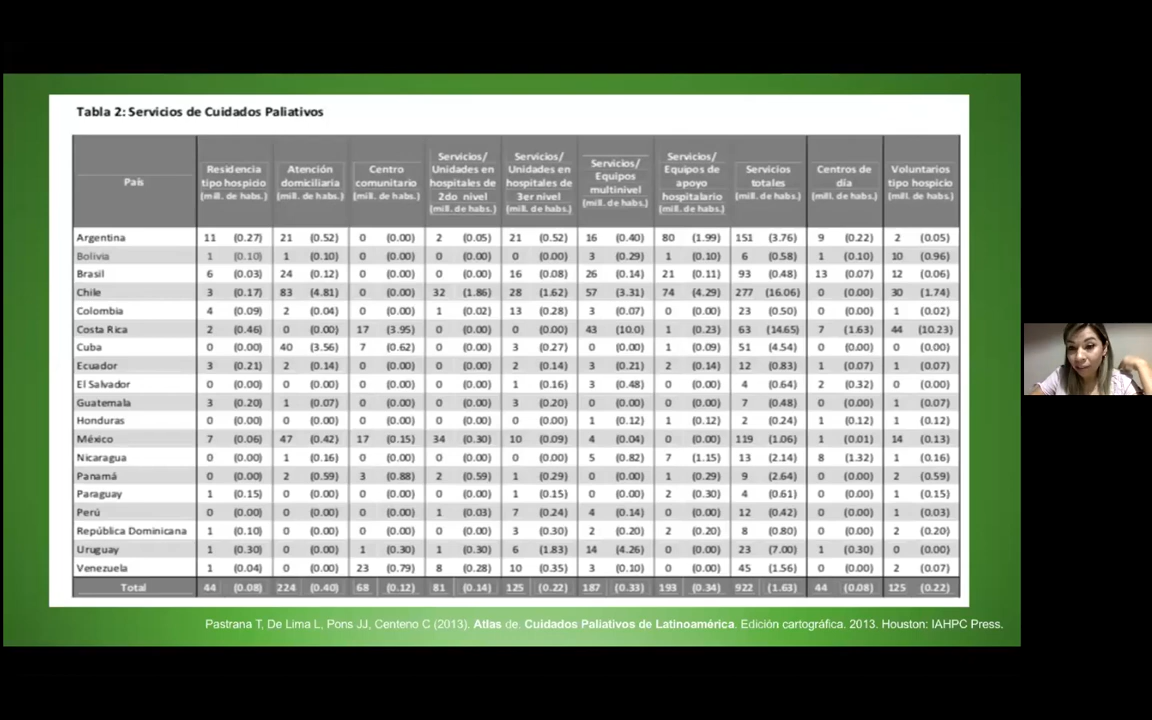 Tabla 2: Servicios de Cuidados Paliativos
País | Residencia tipo hospicio (mill. de habs.) | Atención domiciliaria (mill. de habs.) | Centro comunitario (mill. de habs.) | Servicios/ Unidades en hospitales de 2do nivel (mill. de habs.) | Servicios/ Unidades en hospitales de 3er nivel (mill. de habs.) | Servicios/ Equipos multinivel (mill. de habs.) | Servicios/ Equipos de apoyo hospitalario (mill. de habs.) | Servicios totales (mill. de habs.) | Centros de día (mill. de habs.) | Voluntarios tipo hospicio (mill. de habs.)
Argentina 11 (0.27) 21 (0.52) 0 (0.00) 2 (0.05) 21 (0.52) 16 (0.40) 80 (1.99) 151 (3.76) 9 (0.22) 2 (0.05)
Bolivia 1 (0.10) 1 (0.10) 0 (0.00) 0 (0.00) 0 (0.00) 3 (0.29) 1 (0.10) 6 (0.58) 1 (0.10) 10 (0.96)
Brasil 6 (0.03) 24 (0.12) 0 (0.00) 0 (0.00) 16 (0.08) 26 (0.14) 21 (0.11) 93 (0.48) 13 (0.07) 12 (0.06)
Chile 3 (0.17) 83 (4.81) 0 (0.00) 32 (1.86) 28 (1.62) 57 (3.31) 74 (4.29) 277 (16.06) 0 (0.00) 30 (1.74)
Colombia 4 (0.09) 2 (0.04) 0 (0.00) 1 (0.02) 13 (0.28) 3 (0.07) 0 (0.00) 23 (0.50) 0 (0.00) 1 (0.02)
Costa Rica 2 (0.46) 0 (0.00) 17 (3.95) 0 (0.00) 0 (0.00) 43 (10.0) 1 (0.23) 63 (14.65) 7 (1.63) 44 (10.23)
Cuba 0 (0.00) 40 (3.56) 7 (0.62) 0 (0.00) 3 (0.27) 0 (0.00) 1 (0.09) 51 (4.54) 0 (0.00) 0 (0.00)
Ecuador 3 (0.21) 2 (0.14) 0 (0.00) 0 (0.00) 2 (0.14) 3 (0.21) 2 (0.14) 12 (0.83) 1 (0.07) 1 (0.07)
El Salvador 0 (0.00) 0 (0.00) 0 (0.00) 0 (0.00) 1 (0.16) 3 (0.48) 0 (0.00) 4 (0.64) 2 (0.32) 0 (0.00)
Guatemala 3 (0.20) 1 (0.07) 0 (0.00) 0 (0.00) 3 (0.20) 0 (0.00) 0 (0.00) 7 (0.48) 0 (0.00) 1 (0.07)
Honduras 0 (0.00) 0 (0.00) 0 (0.00) 0 (0.00) 0 (0.00) 1 (0.12) 1 (0.12) 2 (0.24) 1 (0.12) 1 (0.12)
México 7 (0.06) 47 (0.42) 17 (0.15) 34 (0.30) 10 (0.09) 4 (0.04) 0 (0.00) 119 (1.06) 1 (0.01) 14 (0.13)
Nicaragua 0 (0.00) 1 (0.16) 0 (0.00) 0 (0.00) 0 (0.00) 5 (0.82) 7 (1.15) 13 (2.14) 8 (1.32) 1 (0.16)
Panamá 0 (0.00) 2 (0.59) 3 (0.88) 2 (0.59) 1 (0.29) 0 (0.00) 1 (0.29) 9 (2.64) 0 (0.00) 2 (0.59)
Paraguay 1 (0.15) 0 (0.00) 0 (0.00) 0 (0.00) 1 (0.15) 0 (0.00) 2 (0.30) 4 (0.61) 0 (0.00) 1 (0.15)
Perú 0 (0.00) 0 (0.00) 0 (0.00) 1 (0.03) 7 (0.24) 4 (0.14) 0 (0.00) 12 (0.42) 0 (0.00) 1 (0.03)
República Dominicana 1 (0.10) 0 (0.00) 0 (0.00) 0 (0.00) 3 (0.30) 2 (0.20) 2 (0.20) 8 (0.80) 0 (0.00) 2 (0.20)
Uruguay 1 (0.30) 0 (0.00) 1 (0.30) 1 (0.30) 6 (1.83) 14 (4.26) 0 (0.00) 23 (7.00) 1 (0.30) 0 (0.00)
Venezuela 1 (0.04) 0 (0.00) 23 (0.79) 8 (0.28) 10 (0.35) 3 (0.10) 0 (0.00) 45 (1.56) 0 (0.00) 2 (0.07)
Total 44 (0.08) 224 (0.40) 68 (0.12) 81 (0.14) 125 (0.22) 187 (0.33) 193 (0.34) 922 (1.63) 44 (0.08) 125 (0.22)
Pastrana T, De Lima L, Pons JJ, Centeno C (2013). Atlas de. Cuidados Paliativos de Latinoamérica. Edición cartográfica. 2013. Houston: IAHPC Press.